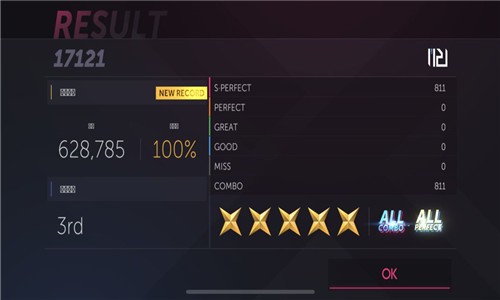 RESULT
17121
NEW RECORD
628,785
100%
3rd
S·PERFECT 811
PERFECT 0
GREAT 0
GOOD 0
MISS 0
COMBO 811
ALL COMBO
ALL PERFECT
OK